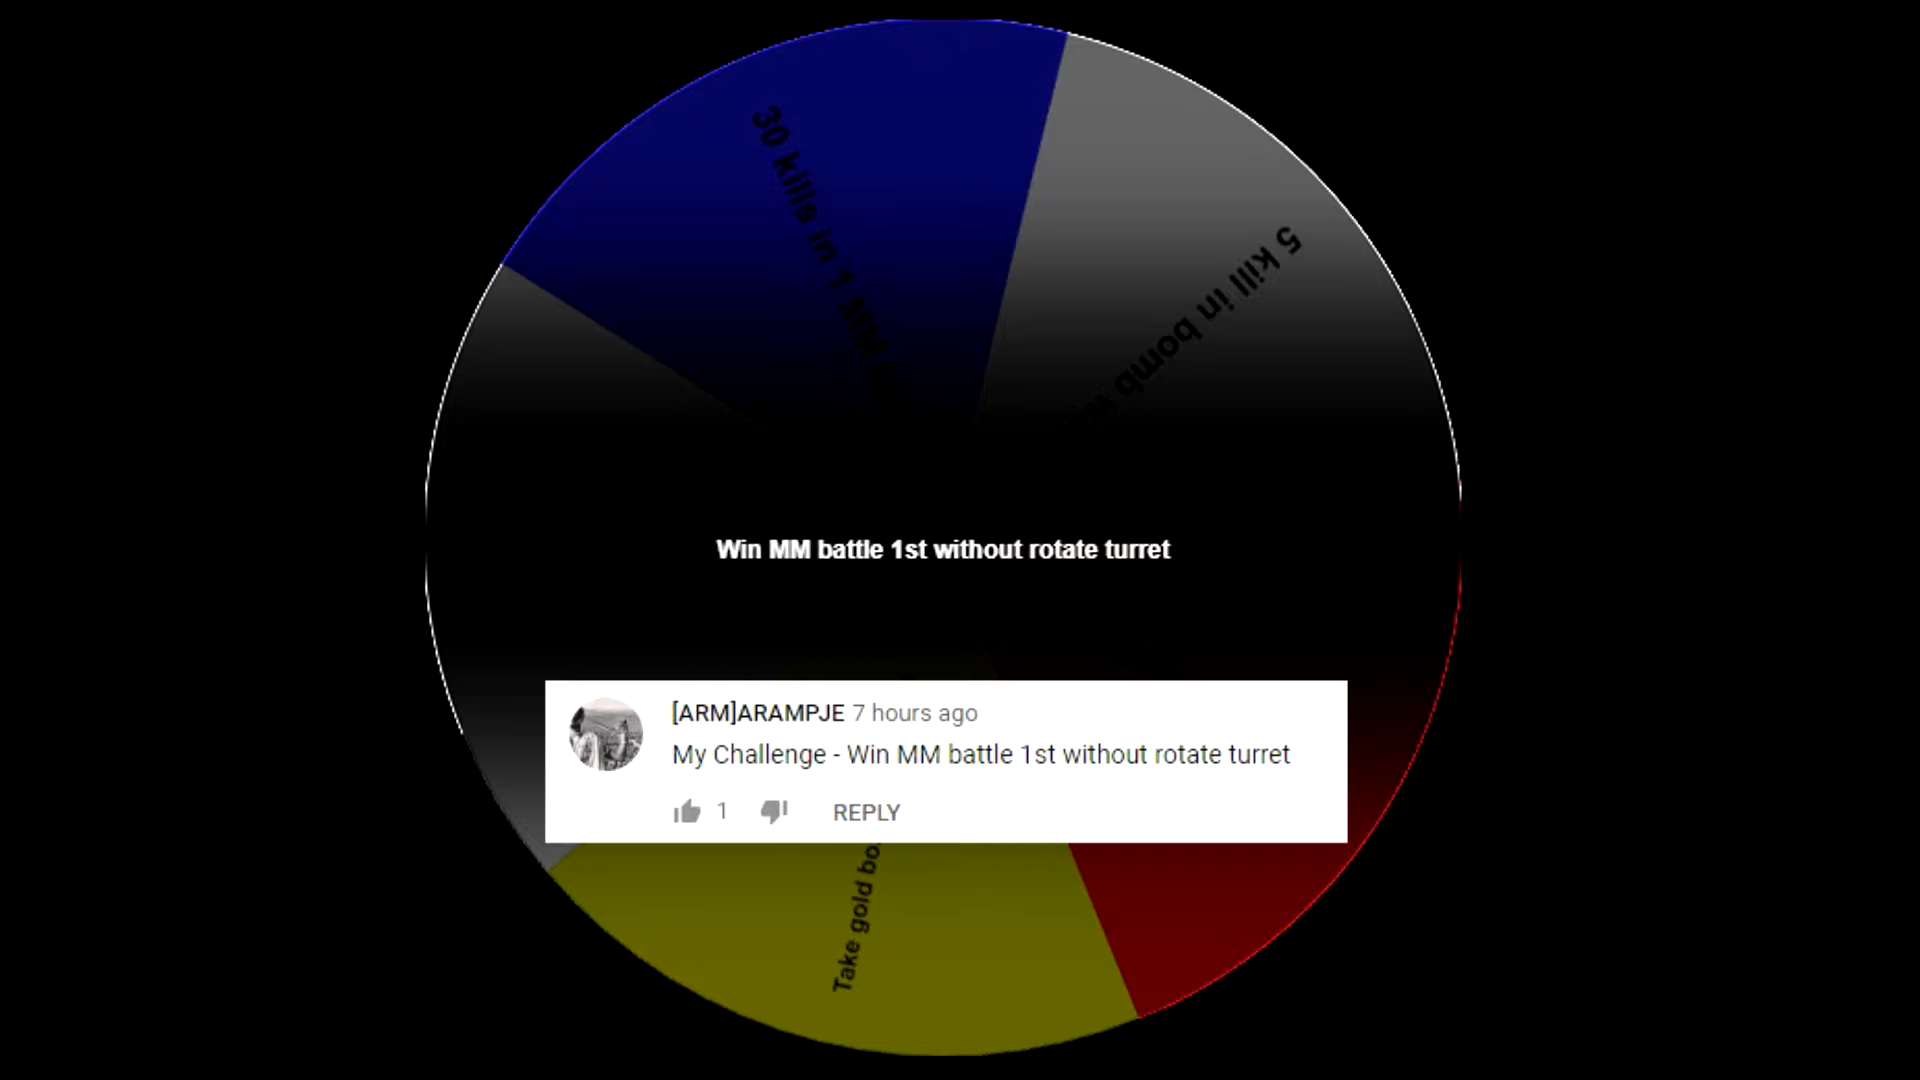 30 kills in 1 MM
5 kill in bomb
Win MM battle 1st without rotate turret
[ARM]ARAMPJE 7 hours ago
My Challenge - Win MM battle 1st without rotate turret
1 REPLY
Take gold bo